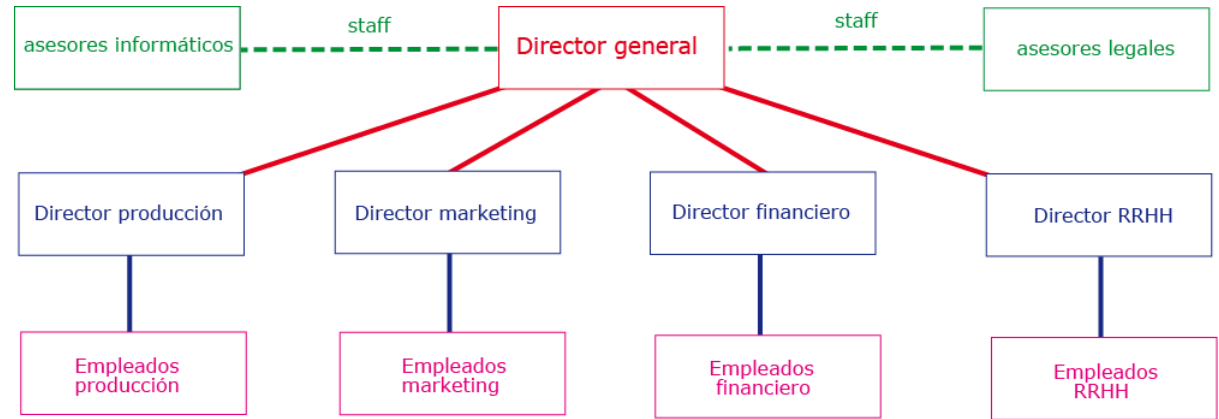 asesores informáticos
staff
Director general
staff
asesores legales
Director producción
Director marketing
Director financiero
Director RRHH
Empleados
producción
Empleados
marketing
Empleados
financiero
Empleados
RRHH